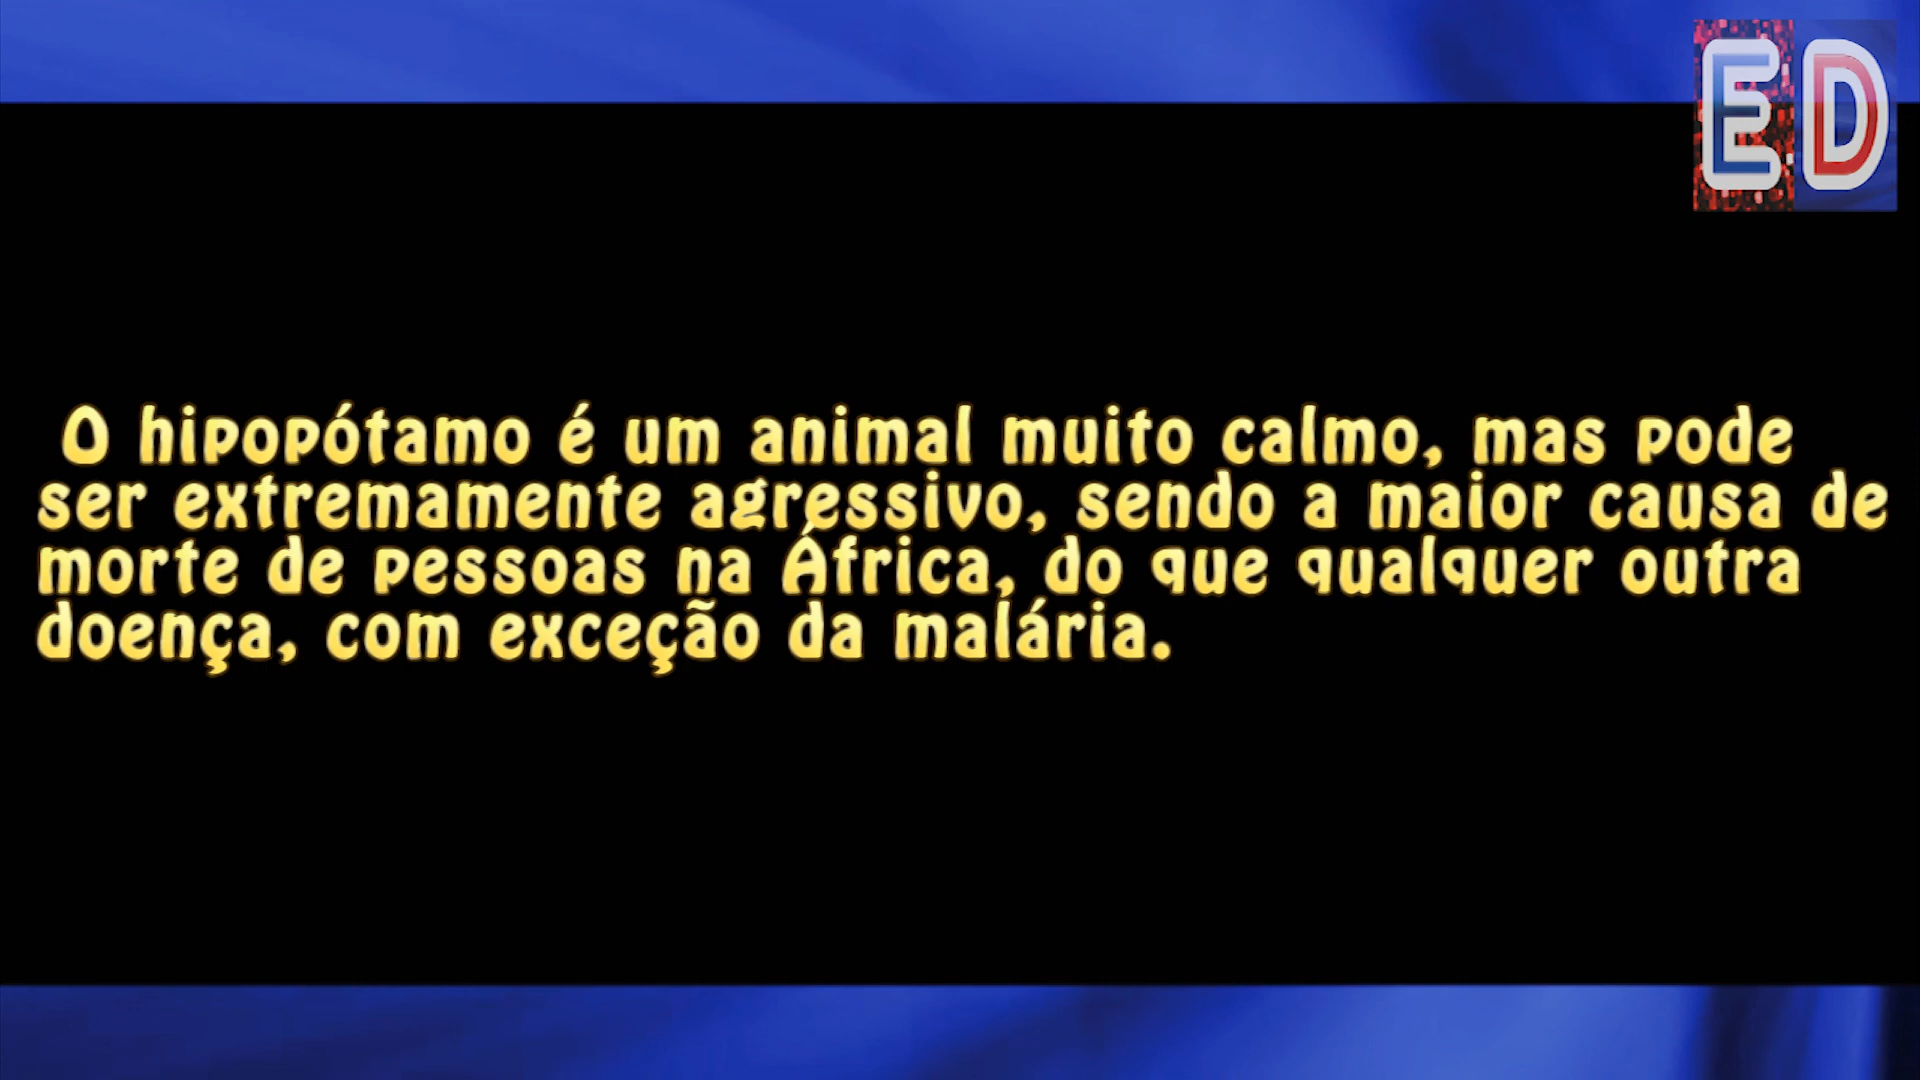 ED
O hipopótamo é um animal muito calmo, mas pode
ser extremamente agressivo, sendo a maior causa de
morte de pessoas na África, do que qualquer outra
doença, com exceção da malária.